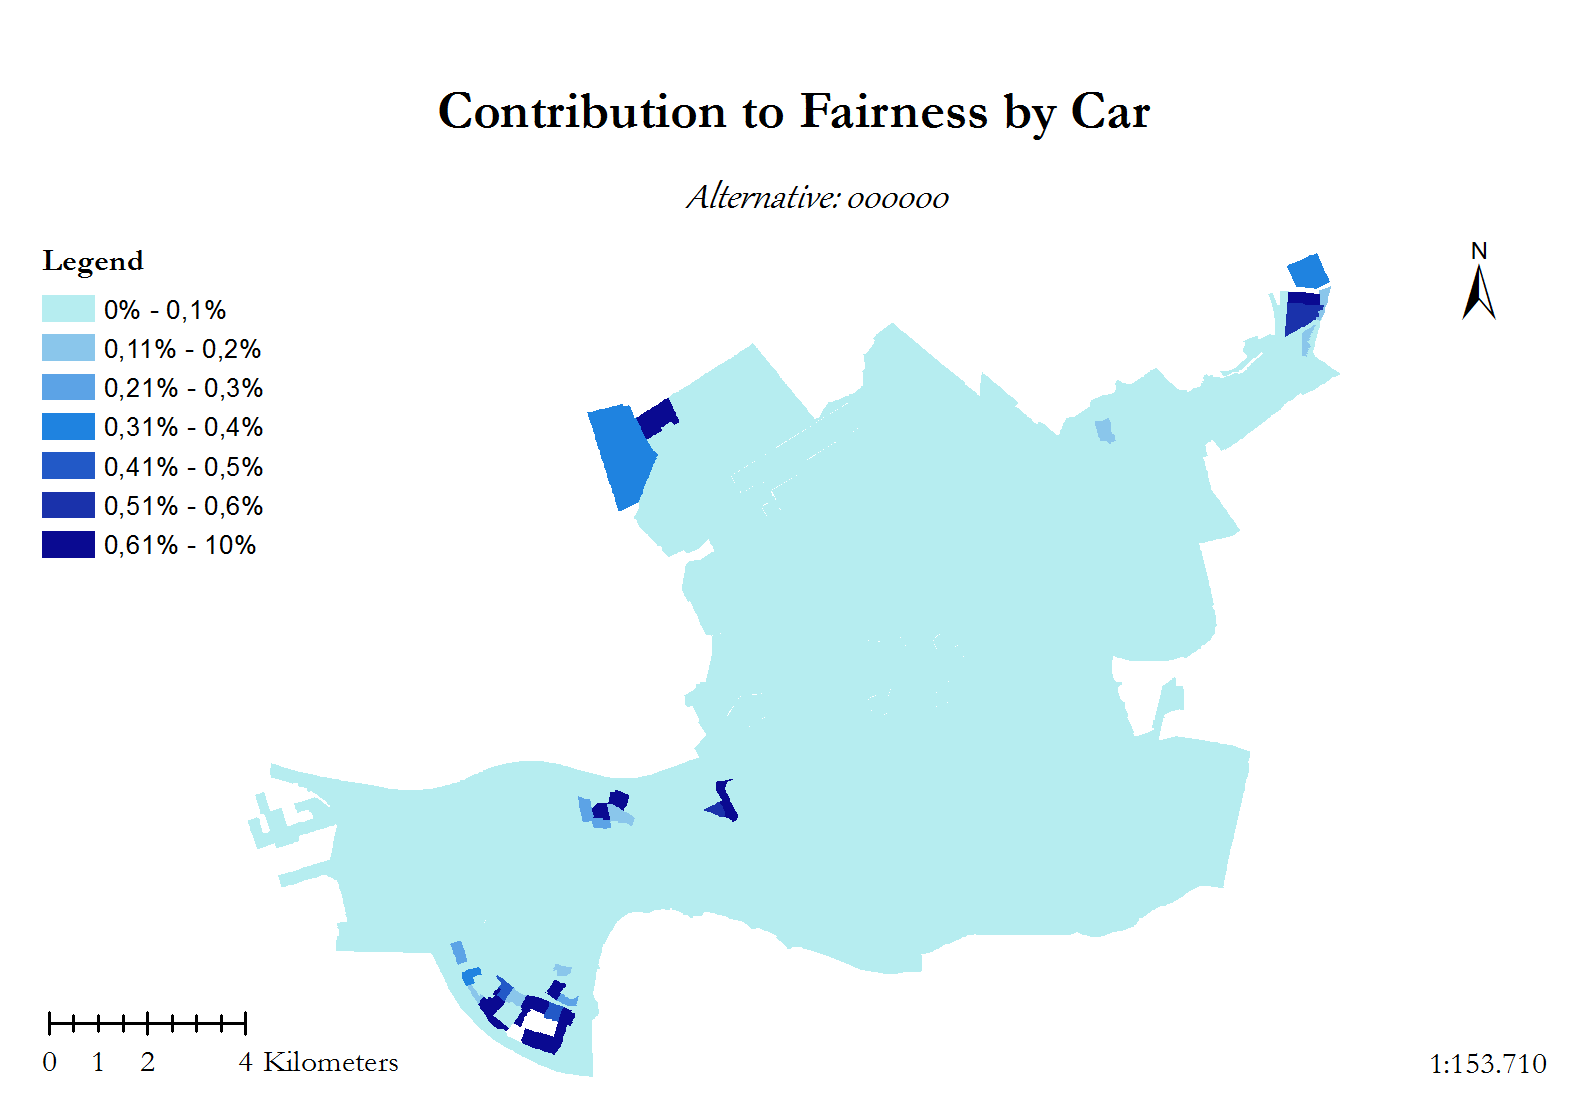 Contribution to Fairness by Car
Alternative: oooooo
Legend
0% - 0,1%
0,11% - 0,2%
0,21% - 0,3%
0,31% - 0,4%
0,41% - 0,5%
0,51% - 0,6%
0,61% - 10%
N
0 1 2 4 Kilometers
1:153.710